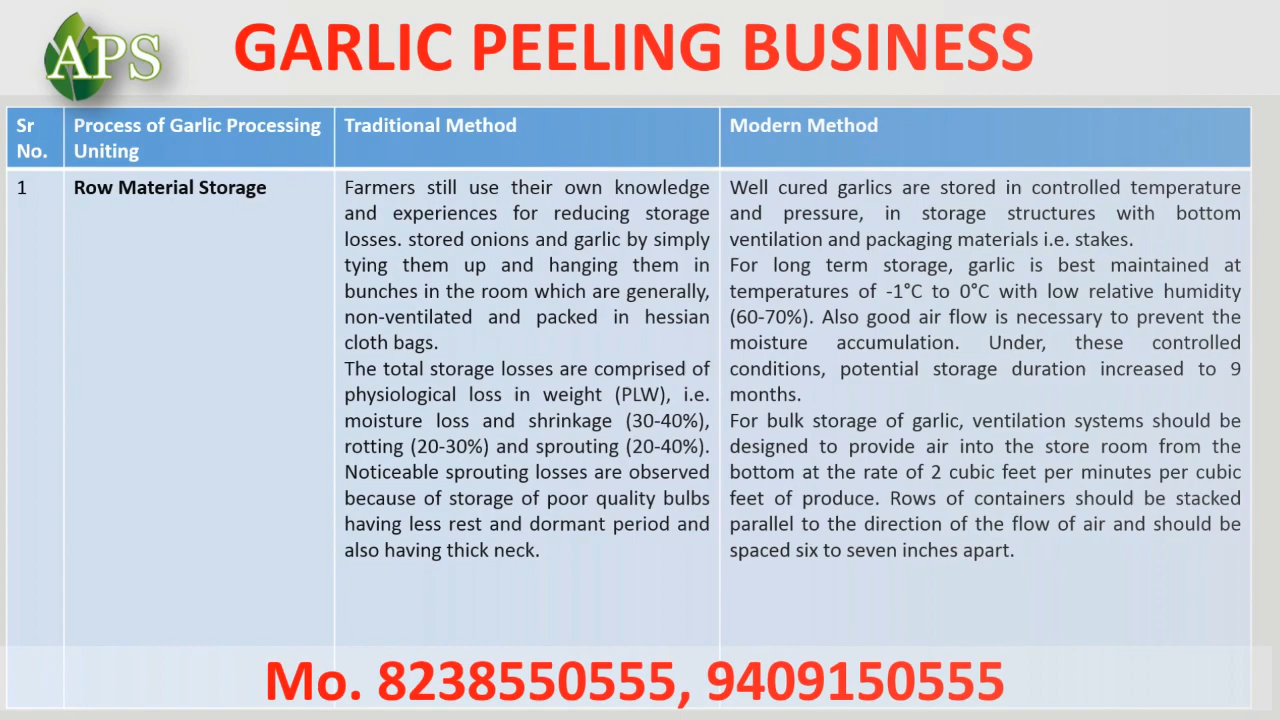 APS
GARLIC PEELING BUSINESS
Sr
No.
Process of Garlic Processing
Uniting
Traditional Method
Modern Method
1
Row Material Storage
Farmers still use their own knowledge
and experiences for reducing storage
losses. stored onions and garlic by simply
tying them up and hanging them in
bunches in the room which are generally,
non-ventilated and packed in hessian
cloth bags.
The total storage losses are comprised of
physiological loss in weight (PLW), i.e.
moisture loss and shrinkage (30-40%),
rotting (20-30%) and sprouting (20-40%).
Noticeable sprouting losses are observed
because of storage of poor quality bulbs
having less rest and dormant period and
also having thick neck.
Well cured garlics are stored in controlled temperature
and pressure, in storage structures with bottom
ventilation and packaging materials i.e. stakes.
For long term storage, garlic is best maintained at
temperatures of -1°C to 0°C with low relative humidity
(60-70%). Also good air flow is necessary to prevent the
moisture accumulation. Under, these controlled
conditions, potential storage duration increased to 9
months.
For bulk storage of garlic, ventilation systems should be
designed to provide air into the store room from the
bottom at the rate of 2 cubic feet per minutes per cubic
feet of produce. Rows of containers should be stacked
parallel to the direction of the flow of air and should be
spaced six to seven inches apart.
Mo. 8238550555, 9409150555